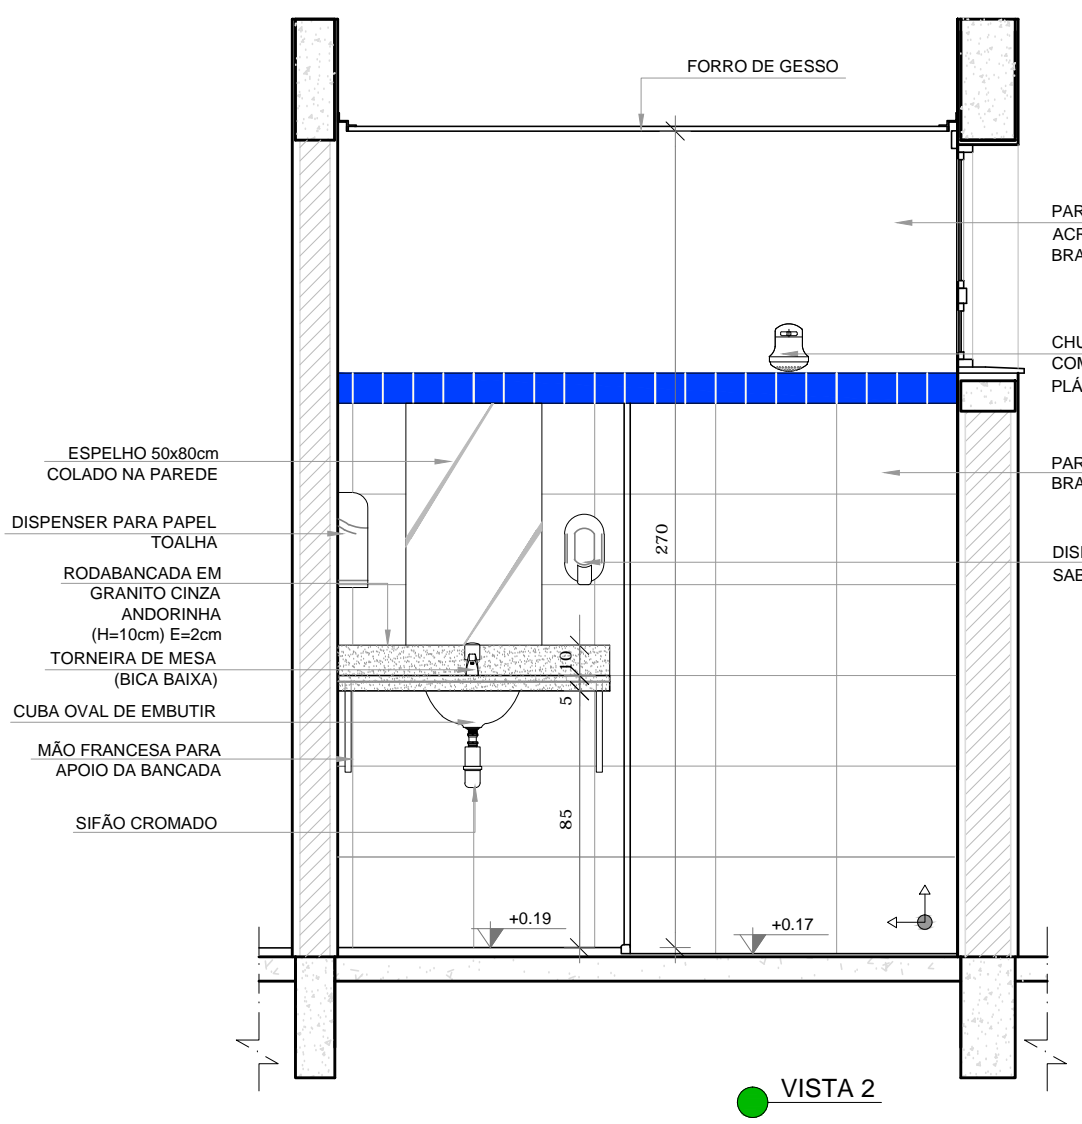 FORRO DE GESSO
PAR
ACR
BRA
CHU
COM
PLÁ
ESPELHO 50x80cm
COLADO NA PAREDE
PAR
BRA
DISPENSER PARA PAPEL
TOALHA
270
RODABANCADA EM
GRANITO CINZA
ANDORINHA
(H=10cm) E=2cm
DISI
SAB
TORNEIRA DE MESA
(BICA BAIXA)
10
5
CUBA OVAL DE EMBUTIR
MÃO FRANCESA PARA
APOIO DA BANCADA
SIFÃO CROMADO
85
+0.19
+0.17
VISTA 2